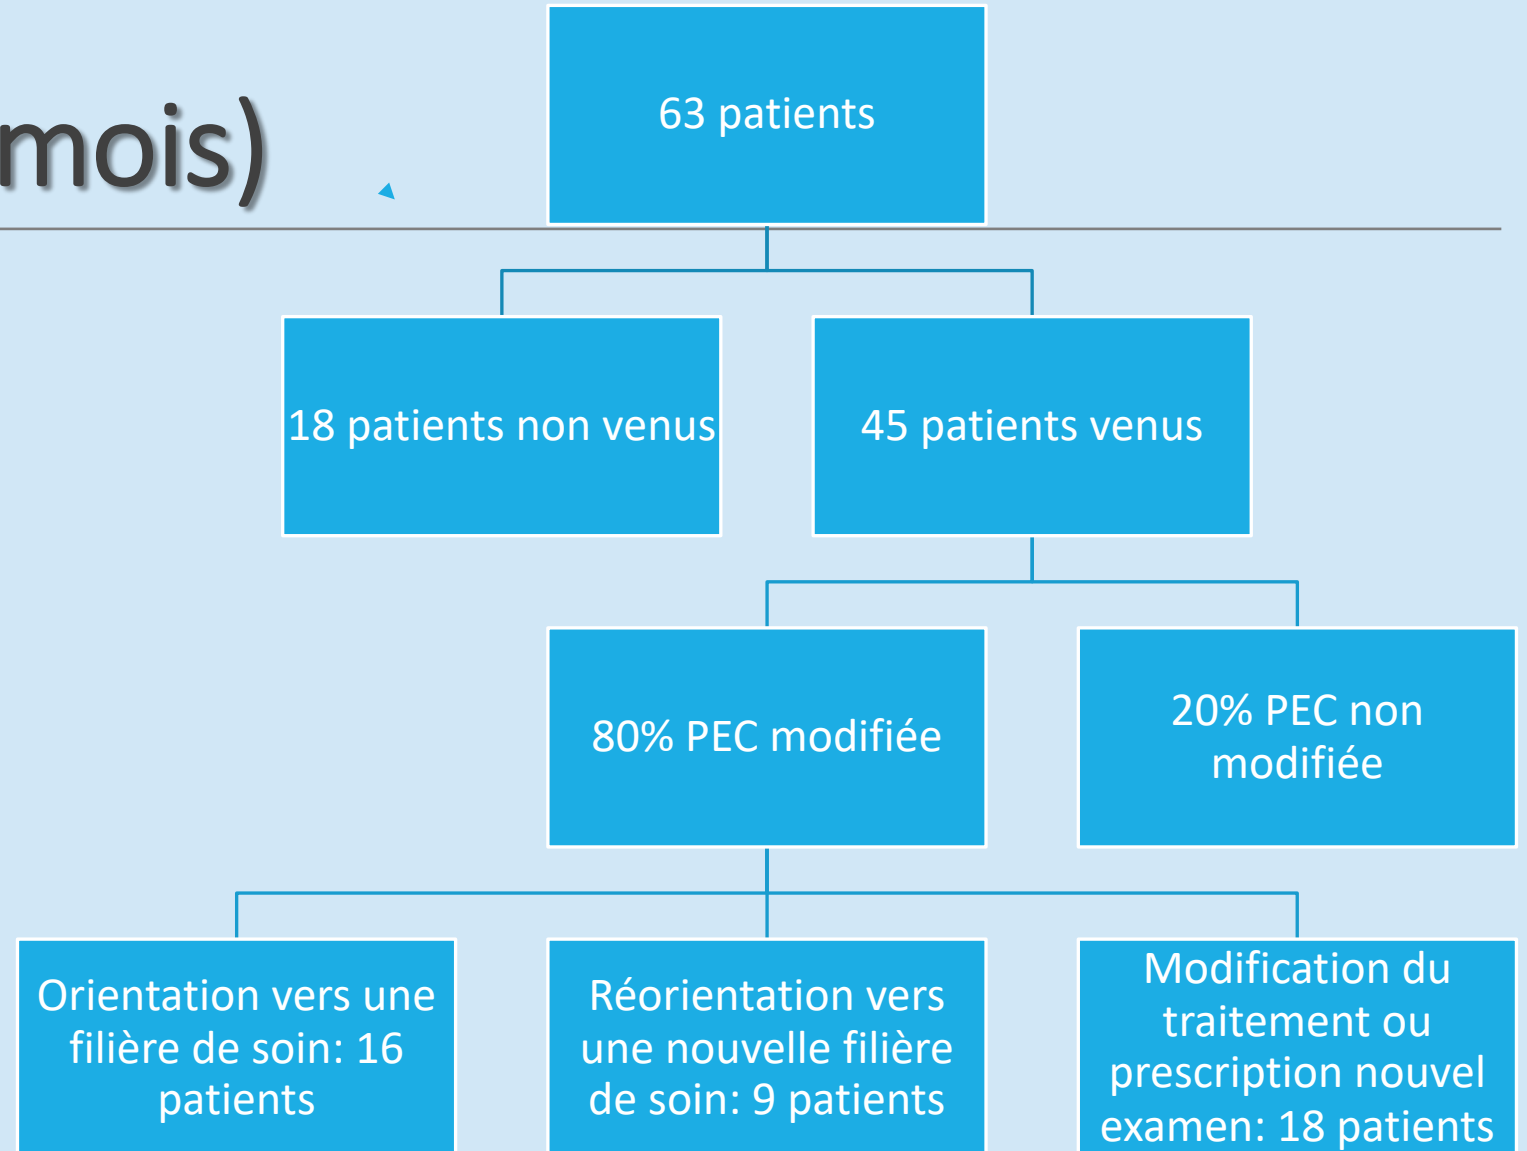 mois)
63 patients
18 patients non venus
45 patients venus
80% PEC modifiée
20% PEC non
modifiée
Orientation vers une
filière de soin: 16
patients
Réorientation vers
une nouvelle filière
de soin: 9 patients
Modification du
traitement ou
prescription nouvel
examen: 18 patients